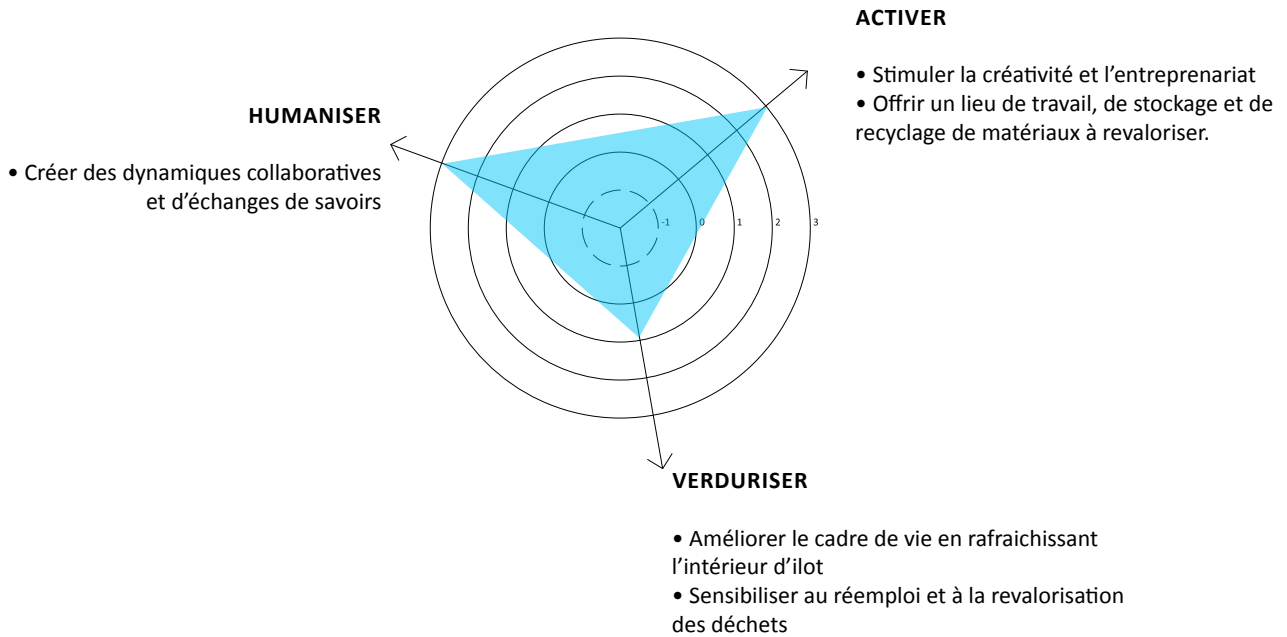 ACTIVER
• Stimuler la créativité et l'entreprenariat
• Offrir un lieu de travail, de stockage et de
recyclage de matériaux à revaloriser.
HUMANISER
• Créer des dynamiques collaboratives
et d'échanges de savoirs
-1
0
1
2
3
VERDURISER
• Améliorer le cadre de vie en rafraichissant
l'intérieur d'ilot
• Sensibiliser au réemploi et à la revalorisation
des déchets